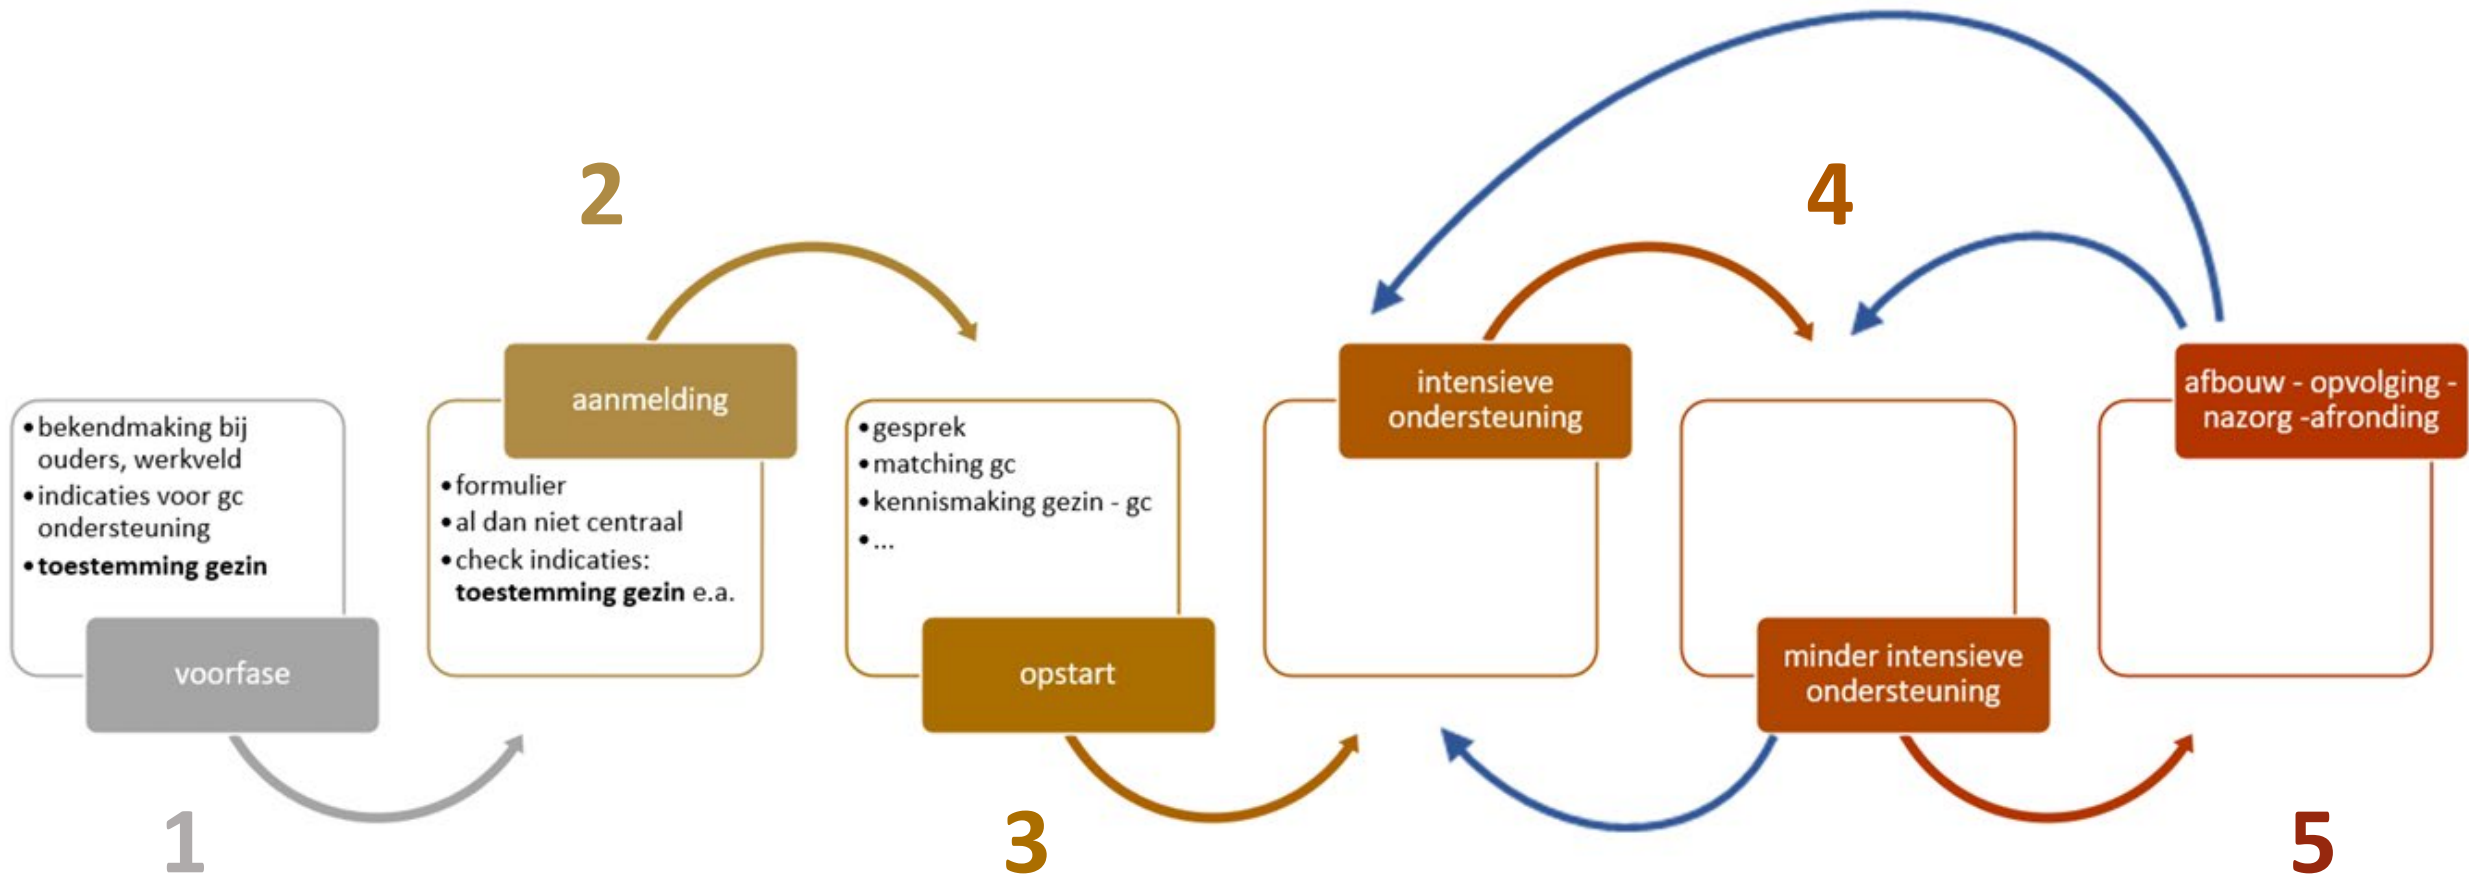 1
• bekendmaking bij
ouders, werkveld
• indicaties voor gc
ondersteuning
• toestemming gezin
voorfase
2
aanmelding
• formulier
• al dan niet centraal
• check indicaties:
toestemming gezin e.a.
3
• gesprek
• matching gc
• kennismaking gezin - gc
• ...
opstart
4
intensieve
ondersteuning
minder intensieve
ondersteuning
5
afbouw - opvolging -
nazorg -afronding